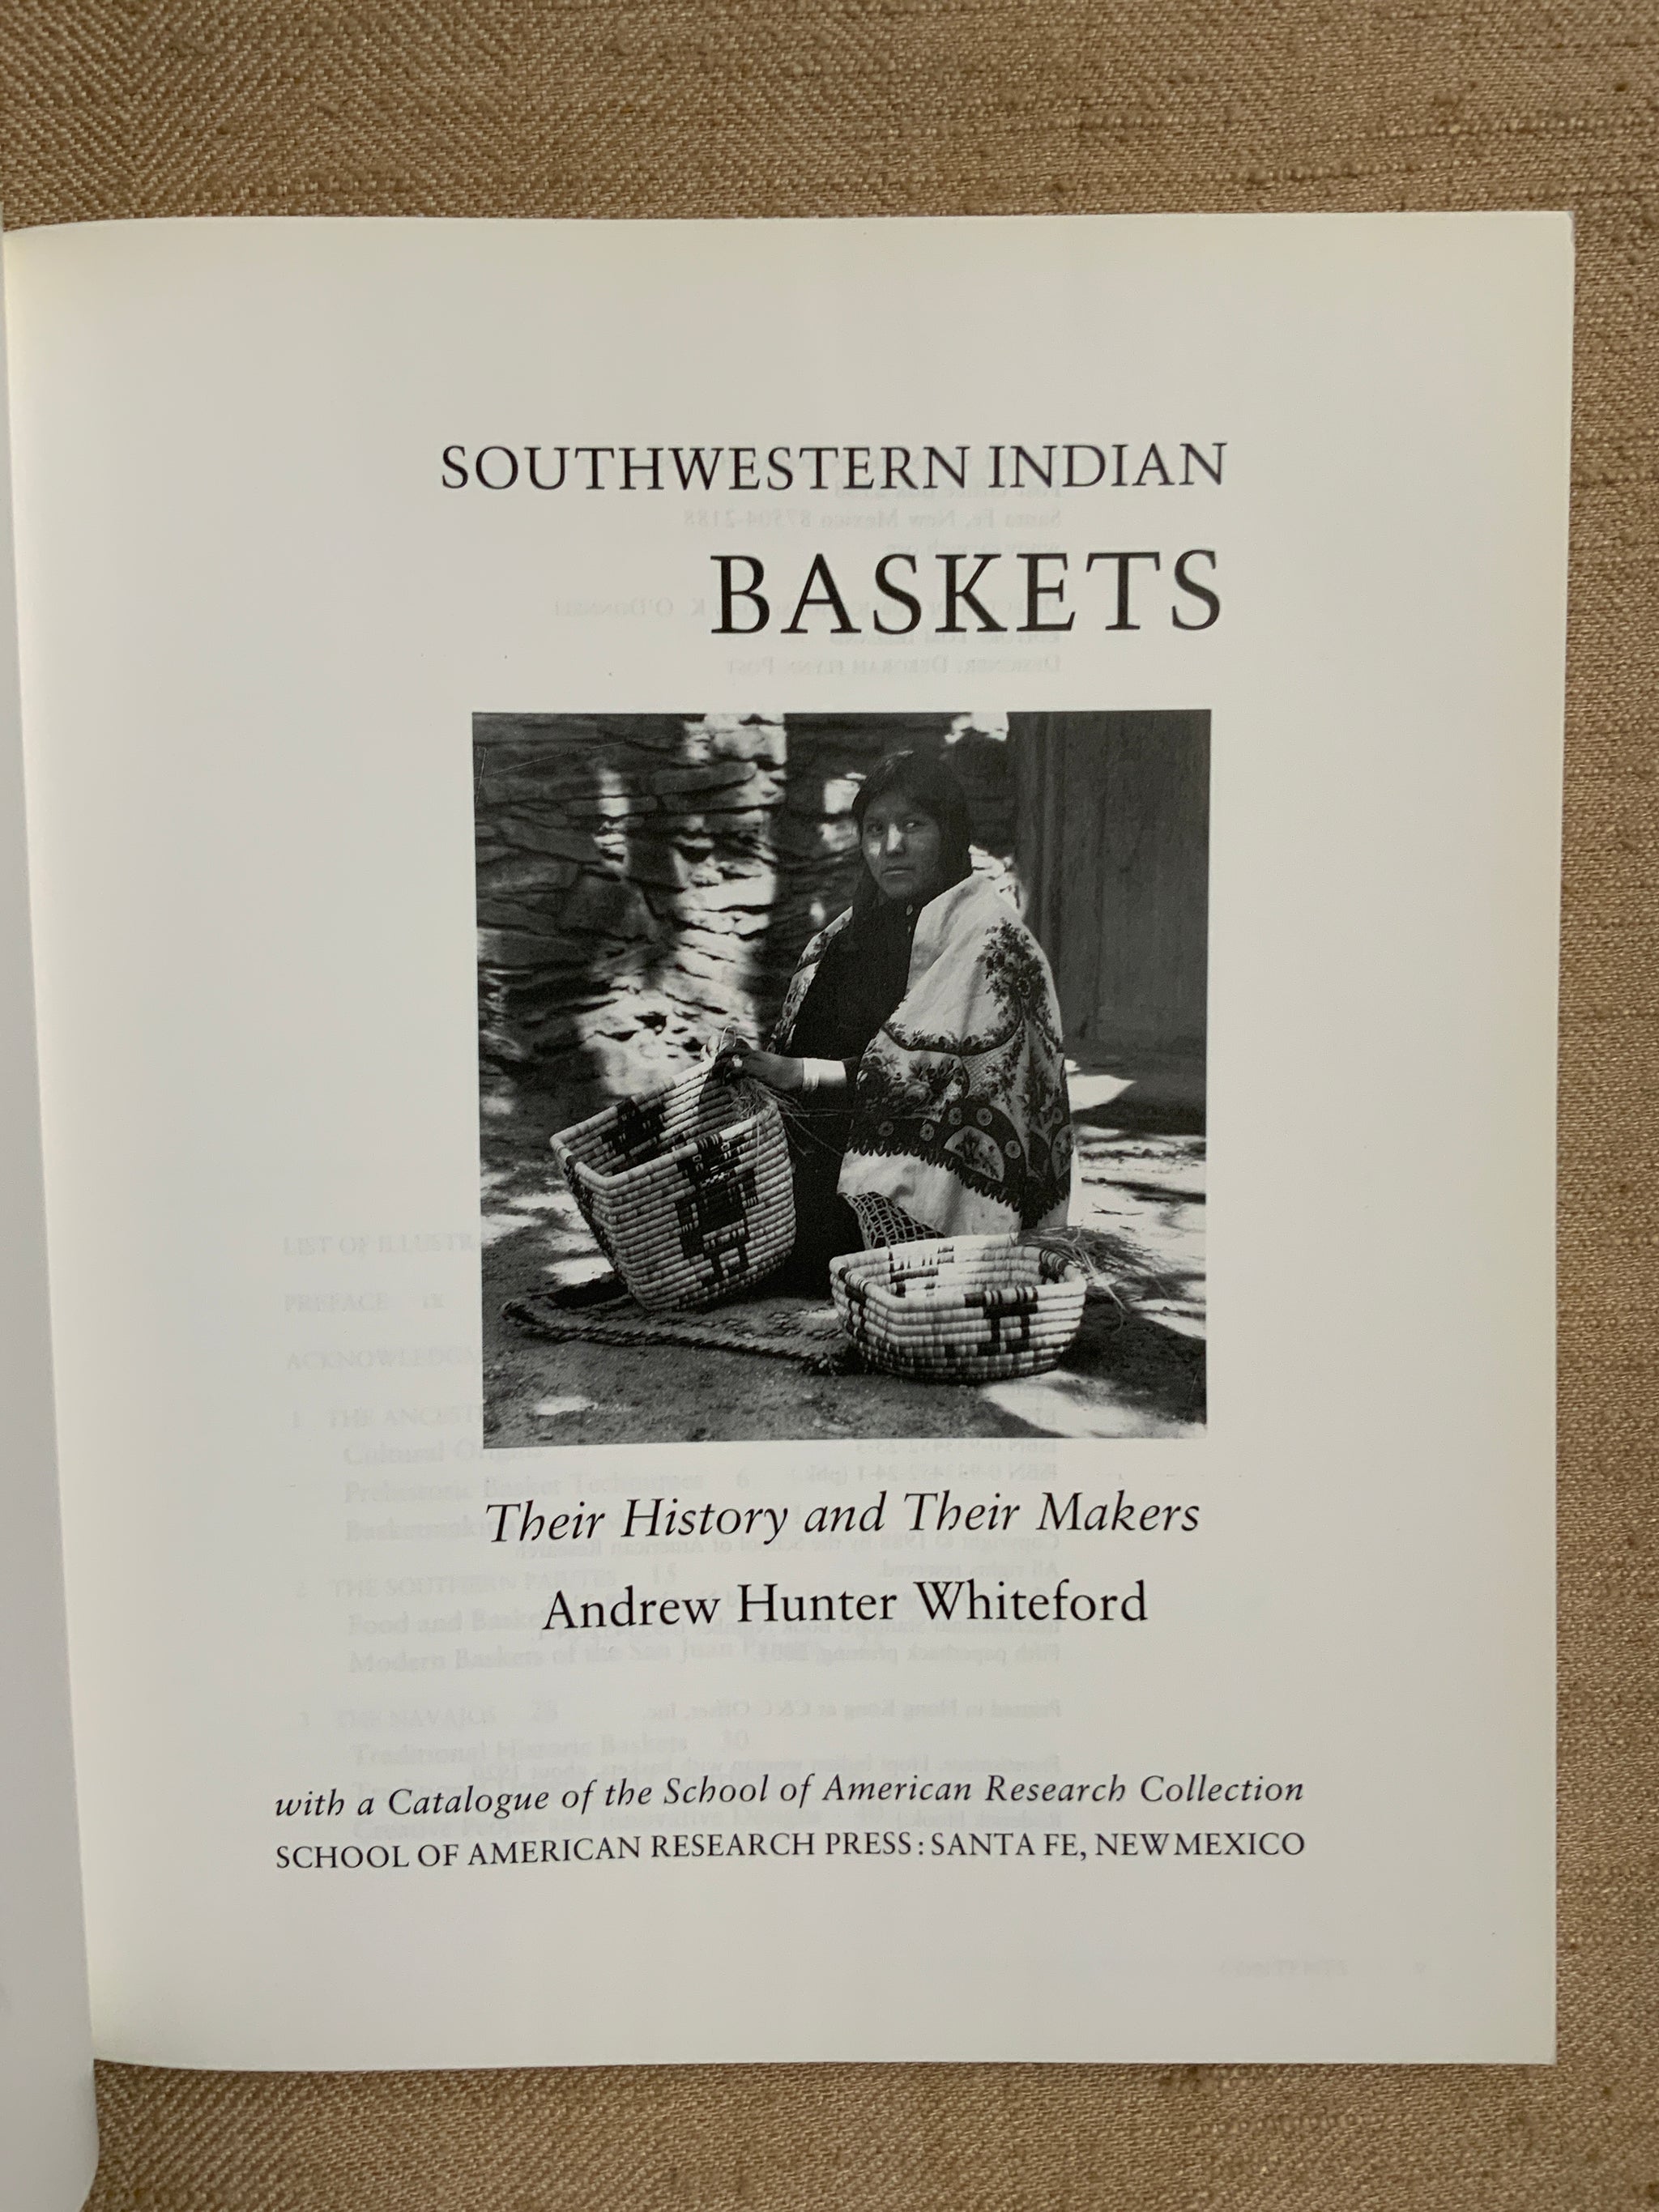 SOUTHWESTERN INDIAN
BASKETS
Their History and Their Makers
Andrew Hunter Whiteford
with a Catalogue of the School of American Research Collection
SCHOOL OF AMERICAN RESEARCH PRESS: SANTA FE, NEW MEXICO